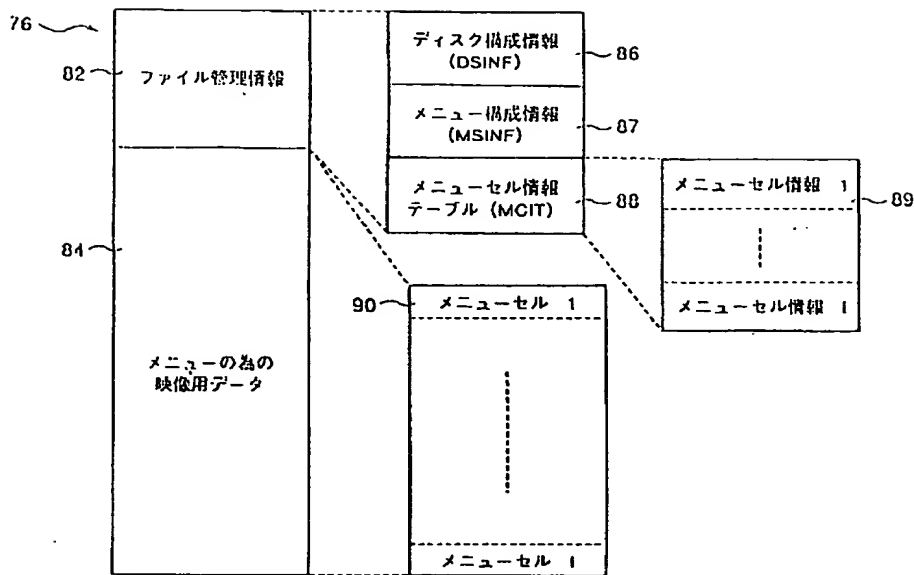 76
82
ファイル管理情報
84
メニューの為の
映像用データ
ディスク構成情報
(DSINF)
86
メニュー構成情報
(MSINF)
87
メニューセル情報
テーブル (MCIT)
88
メニューセル情報 1
89
メニューセル情報 i
90
メニューセル 1
メニューセル i